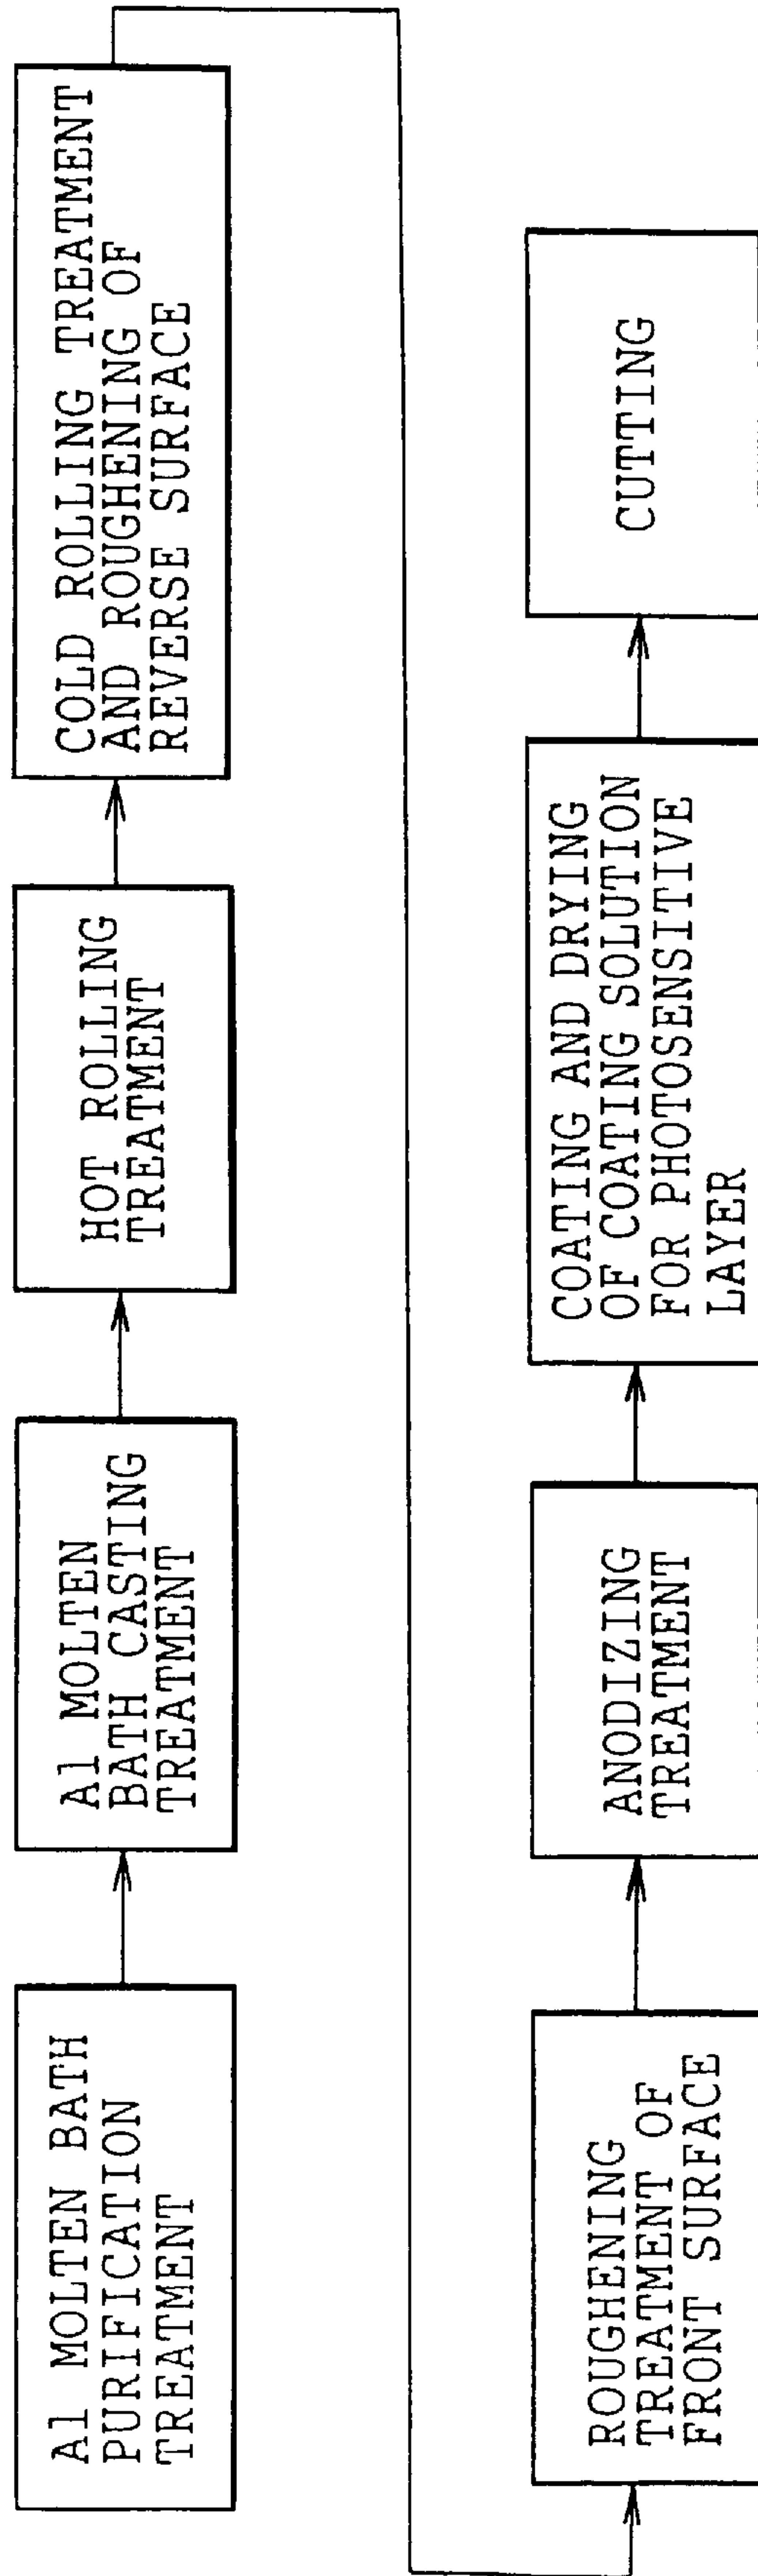 Al MOLTEN BATH
PURIFICATION
TREATMENT
Al MOLTEN
BATH CASTING
TREATMENT
HOT ROLLING
TREATMENT
COLD ROLLING TREATMENT
AND ROUGHENING OF
REVERSE SURFACE
ROUGHENING
TREATMENT OF
FRONT SURFACE
ANODIZING
TREATMENT
COATING AND DRYING
OF COATING SOLUTION
FOR PHOTOSENSITIVE
LAYER
CUTTING